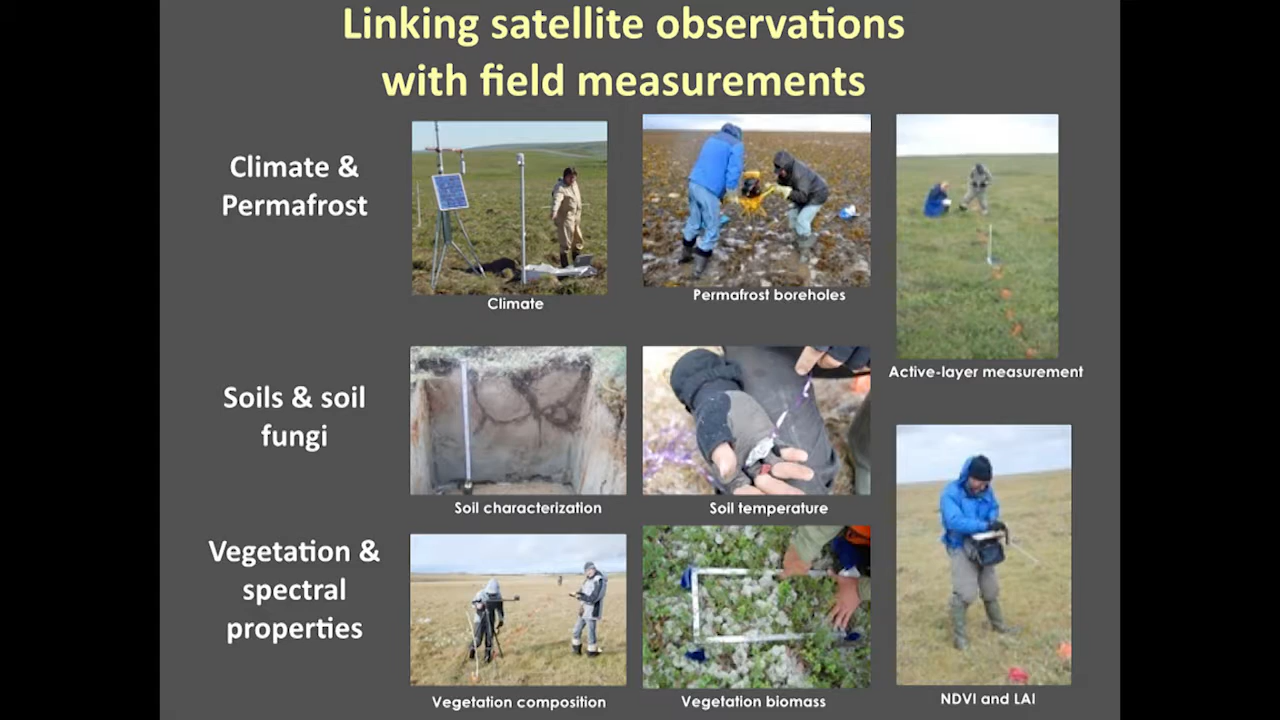 Linking satellite observations
with field measurements
Climate &
Permafrost
Climate
Permafrost boreholes
Active-layer measurement
Soils & soil
fungi
Soil characterization
Soil temperature
Vegetation &
spectral
properties
Vegetation composition
Vegetation biomass
NDVI and LAI